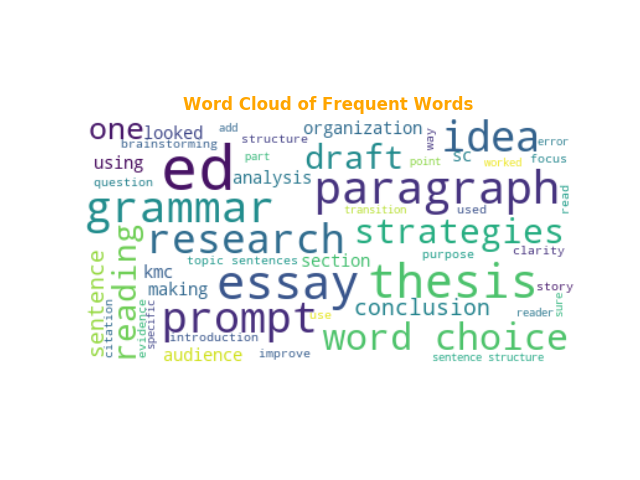 Word Cloud of Frequent Words
one looked add organization way idea error
brainstorming structure
using ed part draft point sc worked focus
question analysis paragraph read
grammar transition used
research strategies
sentence reading topic sentences section purpose clarity
kmc essay thesis story
making
citation evidence specific prompt use conclusion reader sure
introduction word choice
audience improve sentence structure